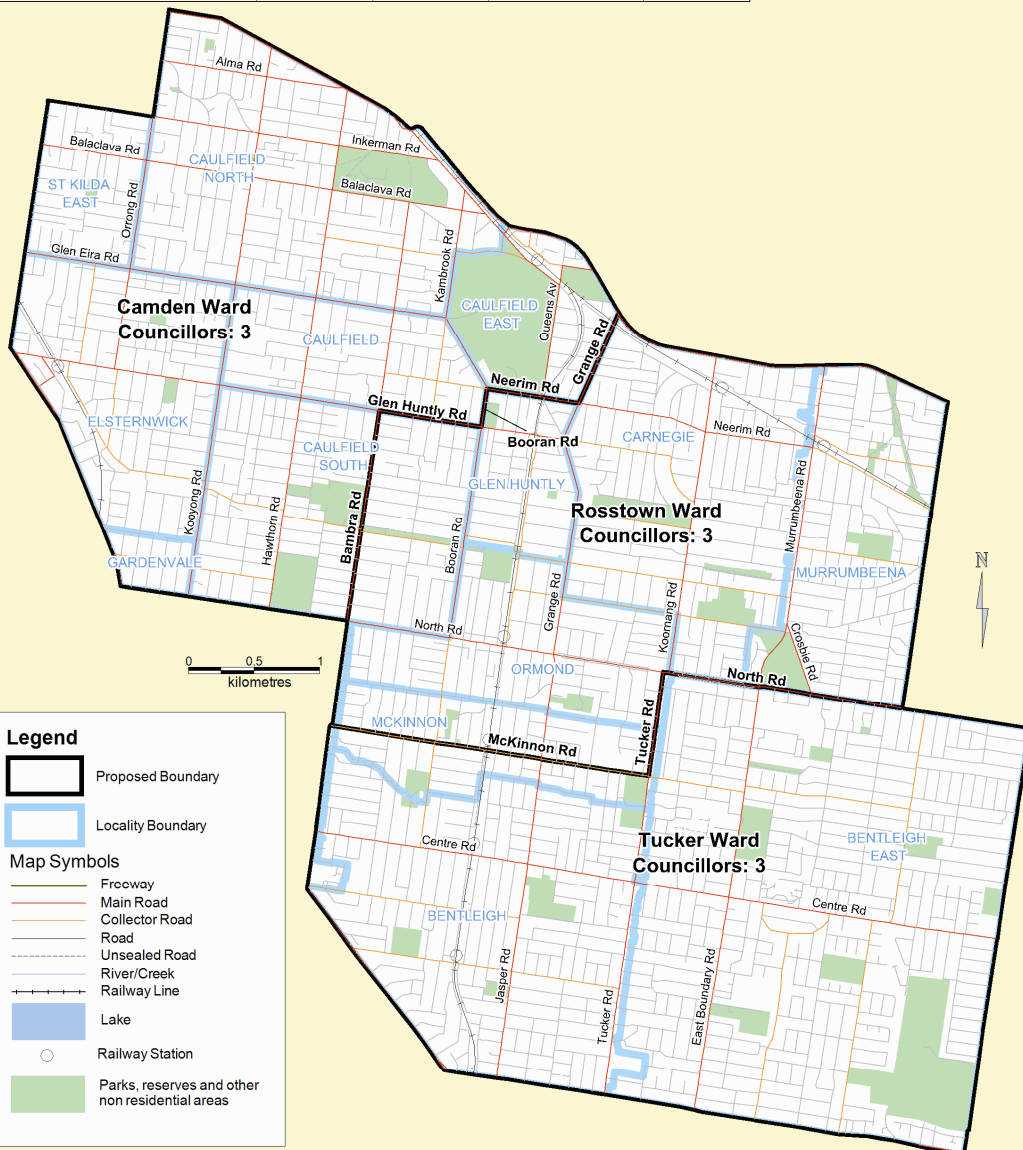 Alma Rd
Inkerman Rd
Balaclava Rd
CAULFIELD
NORTH
Balaclava Rd
ST KILDA
EAST
Orrong Rd
Glen Eira Rd
Kambrook Rd
Camden Ward
Councillors: 3
CAULFIELD
EAST
Queens Av
Grange Rd
CAULFIELD
Neerim Rd
Glen Huntly Rd
Booran Rd
ELSTERNWICK
CARNEGIE
Neerim Rd
CAULFIELD
SOUTH
GLEN HUNTLY
Kooyong Rd
Hawthorn Rd
Bambra Rd
Booran Rd
Rosstown Ward
Councillors: 3
Murrumbeena Rd
GARDENVALE
MURRUMBEENA
Grange Rd
Koornang Rd
North Rd
Crosbie Rd
N
0 0.5 1
kilometres
ORMOND
North Rd
Tucker Rd
MCKINNON
McKinnon Rd
Tucker Ward
Councillors: 3
BENTLEIGH
EAST
Centre Rd
Centre Rd
BENTLEIGH
Jasper Rd
Tucker Rd
East Boundary Rd
Legend
Proposed Boundary
Locality Boundary
Map Symbols
Freeway
Main Road
Collector Road
Road
Unsealed Road
River/Creek
Railway Line
Lake
Railway Station
Parks, reserves and other
non residential areas